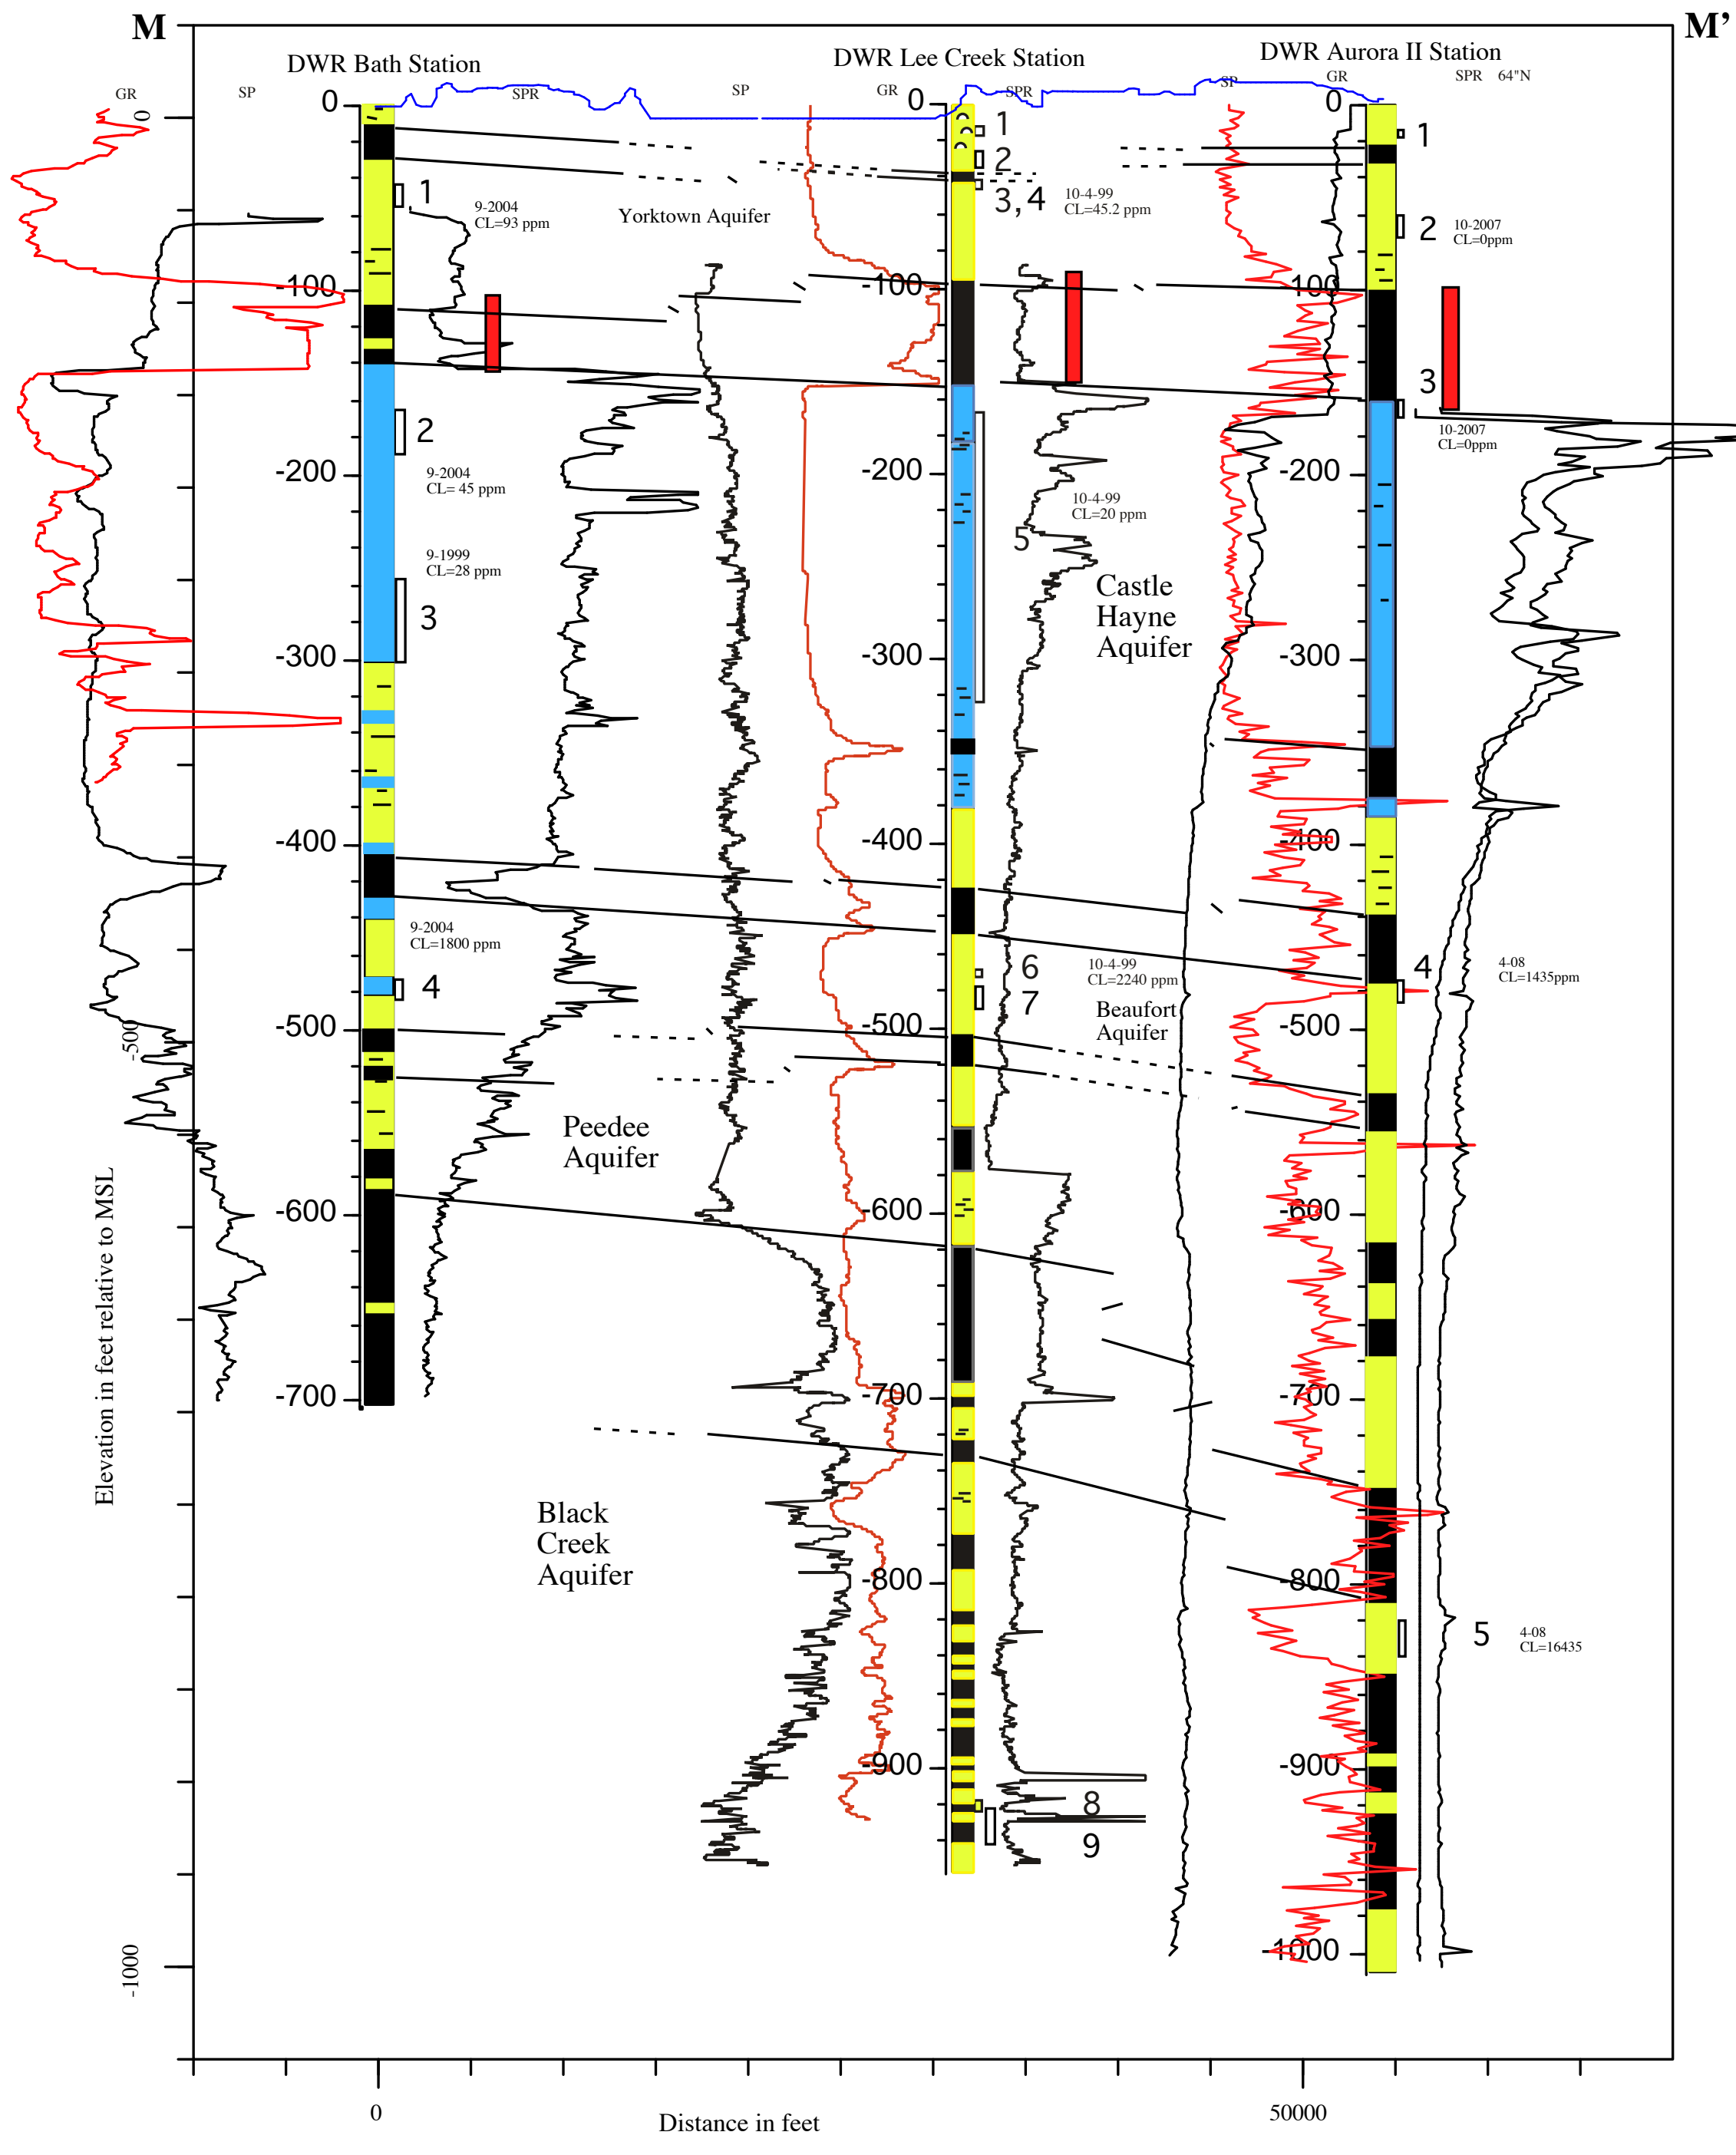 M
M’
DWR Bath Station
DWR Lee Creek Station
DWR Aurora II Station
GR
SP
SPR
SP
GR
SPR
SP
GR
SPR
64"N
0
-500
-1000
Elevation in feet relative to MSL
0
-100
-200
-300
-400
-500
-600
-700
1
9-2004
CL=93 ppm
2
9-2004
CL= 45 ppm
9-1999
CL=28 ppm
3
9-2004
CL=1800 ppm
4
Yorktown Aquifer
Peedee
Aquifer
Black
Creek
Aquifer
0
-100
-200
-300
-400
-500
-600
-700
-800
-900
1
2
3,4
10-4-99
CL=45.2 ppm
10-4-99
CL=20 ppm
5
Castle
Hayne
Aquifer
6
7
10-4-99
CL=2240 ppm
Beaufort
Aquifer
8
9
0
-100
-200
-300
-400
-500
-600
-700
-800
-900
-1000
1
2
10-2007
CL=0ppm
3
10-2007
CL=0ppm
4
4-08
CL=1435ppm
5
4-08
CL=16435
0
50000
Distance in feet